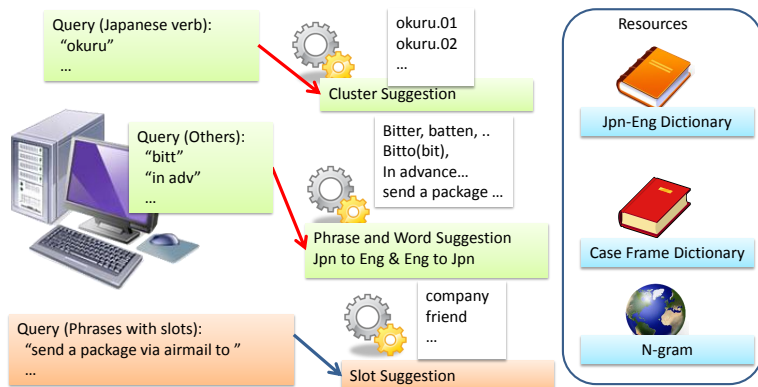 Query (Japanese verb):
“okuru”
…
okuru.01
okuru.02
…
Cluster Suggestion
Query (Others):
“bitt”
“in adv”
…
Bitter, batten, ..
Bitto(bit),
In advance…
send a package …
Phrase and Word Suggestion
Jpn to Eng & Eng to Jpn
Query (Phrases with slots):
“send a package via airmail to ”
…
company
friend
…
Slot Suggestion
Resources
Jpn-Eng Dictionary
Case Frame Dictionary
N-gram